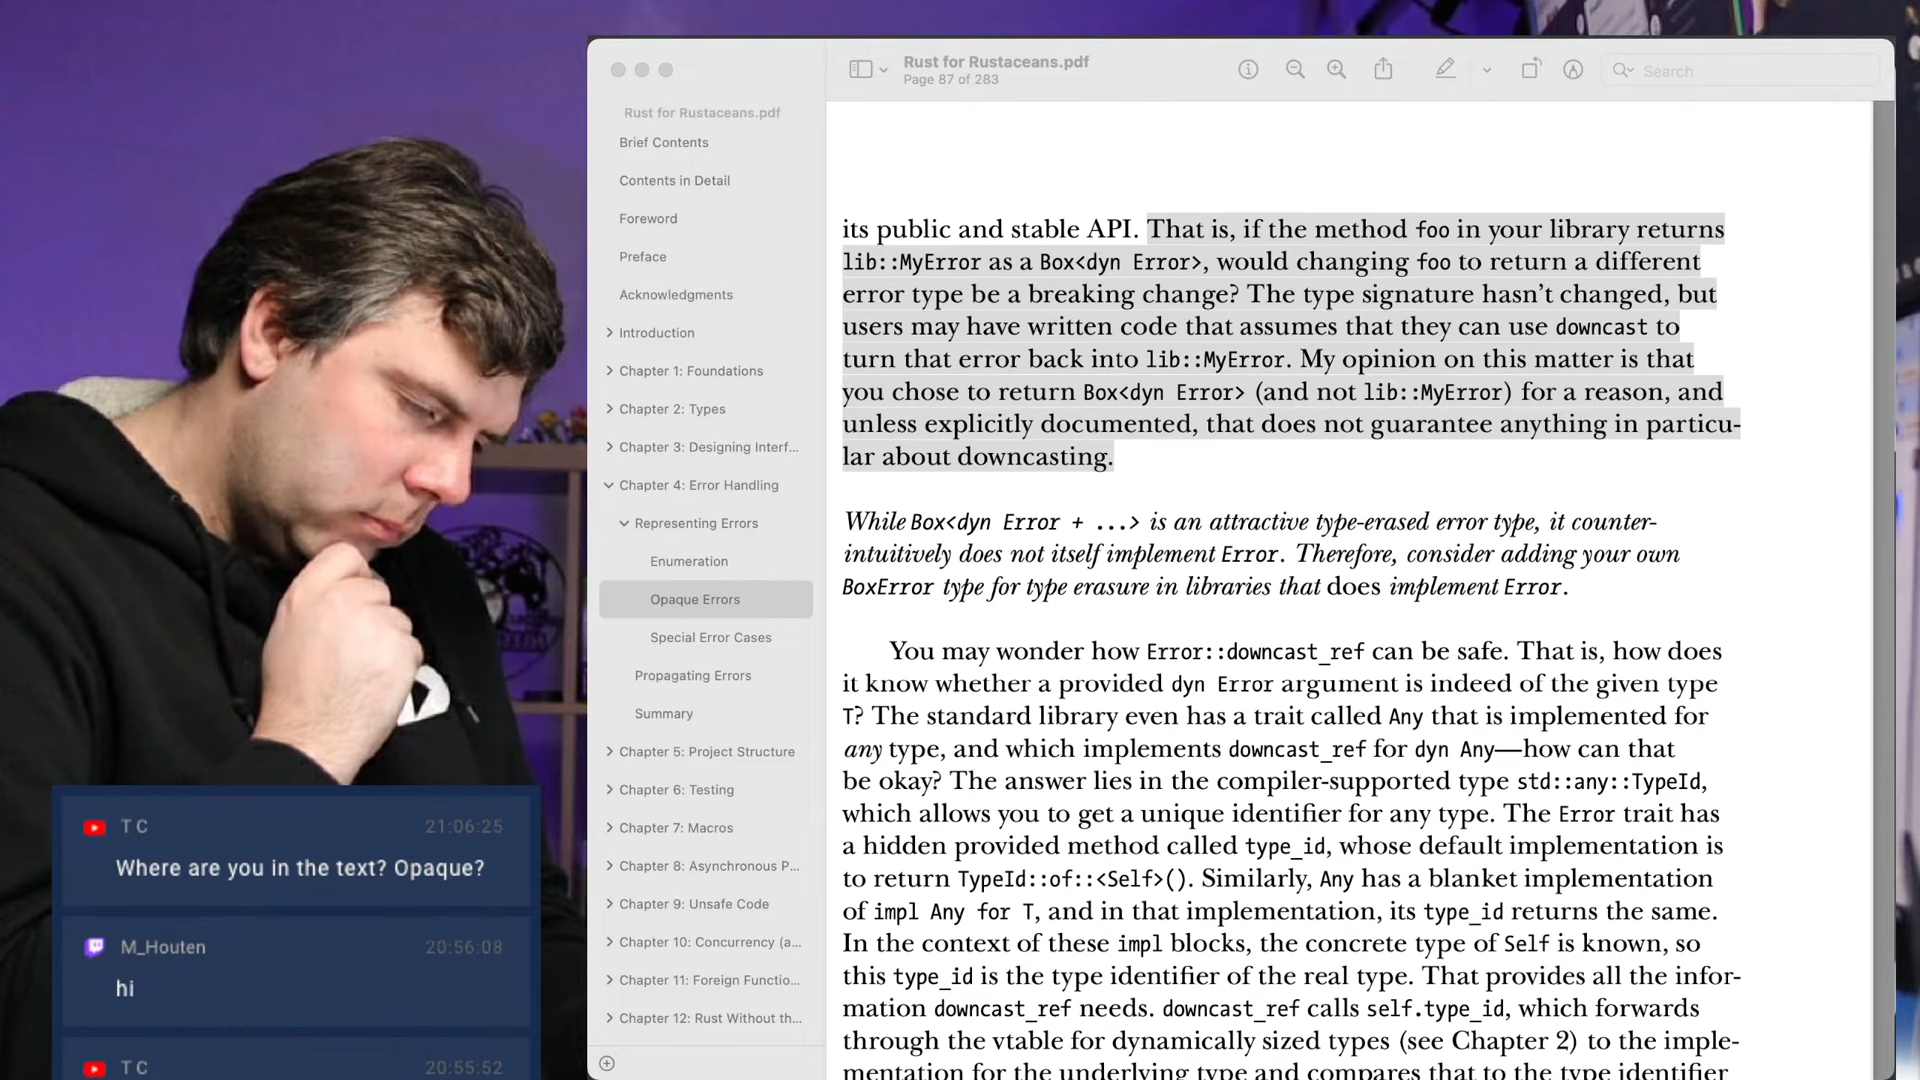 Rust for Rustaceans.pdf
Page 87 of 283
Search
Rust for Rustaceans.pdf
Brief Contents
Contents in Detail
Foreword
Preface
Acknowledgments
Introduction
Chapter 1: Foundations
Chapter 2: Types
Chapter 3: Designing Interf...
Chapter 4: Error Handling
Representing Errors
Enumeration
Opaque Errors
Special Error Cases
Propagating Errors
Summary
Chapter 5: Project Structure
Chapter 6: Testing
Chapter 7: Macros
Chapter 8: Asynchronous P...
Chapter 9: Unsafe Code
Chapter 10: Concurrency (a...
Chapter 11: Foreign Functio...
Chapter 12: Rust Without th...
its public and stable API. That is, if the method foo in your library returns
lib::MyError as a Box<dyn Error>, would changing foo to return a different
error type be a breaking change? The type signature hasn't changed, but
users may have written code that assumes that they can use downcast to
turn that error back into lib::MyError. My opinion on this matter is that
you chose to return Box<dyn Error> (and not lib::MyError) for a reason, and
unless explicitly documented, that does not guarantee anything in particu-
lar about downcasting.
While Box<dyn Error + ...> is an attractive type-erased error type, it counter-
intuitively does not itself implement Error. Therefore, consider adding your own
BoxError type for type erasure in libraries that does implement Error.
You may wonder how Error::downcast_ref can be safe. That is, how does
it know whether a provided dyn Error argument is indeed of the given type
T? The standard library even has a trait called Any that is implemented for
any type, and which implements downcast_ref for dyn Any—how can that
be okay? The answer lies in the compiler-supported type std::any::TypeId,
which allows you to get a unique identifier for any type. The Error trait has
a hidden provided method called type_id, whose default implementation is
to return TypeId::of::<Self>(). Similarly, Any has a blanket implementation
of impl Any for T, and in that implementation, its type_id returns the same.
In the context of these impl blocks, the concrete type of Self is known, so
this type_id is the type identifier of the real type. That provides all the infor-
mation downcast_ref needs. downcast_ref calls self.type_id, which forwards
through the vtable for dynamically sized types (see Chapter 2) to the imple-
mentation for the underlying type and compares that to the type identifier
T C 21:06:25
Where are you in the text? Opaque?
M_Houten 20:56:08
hi
T C 20:55:52